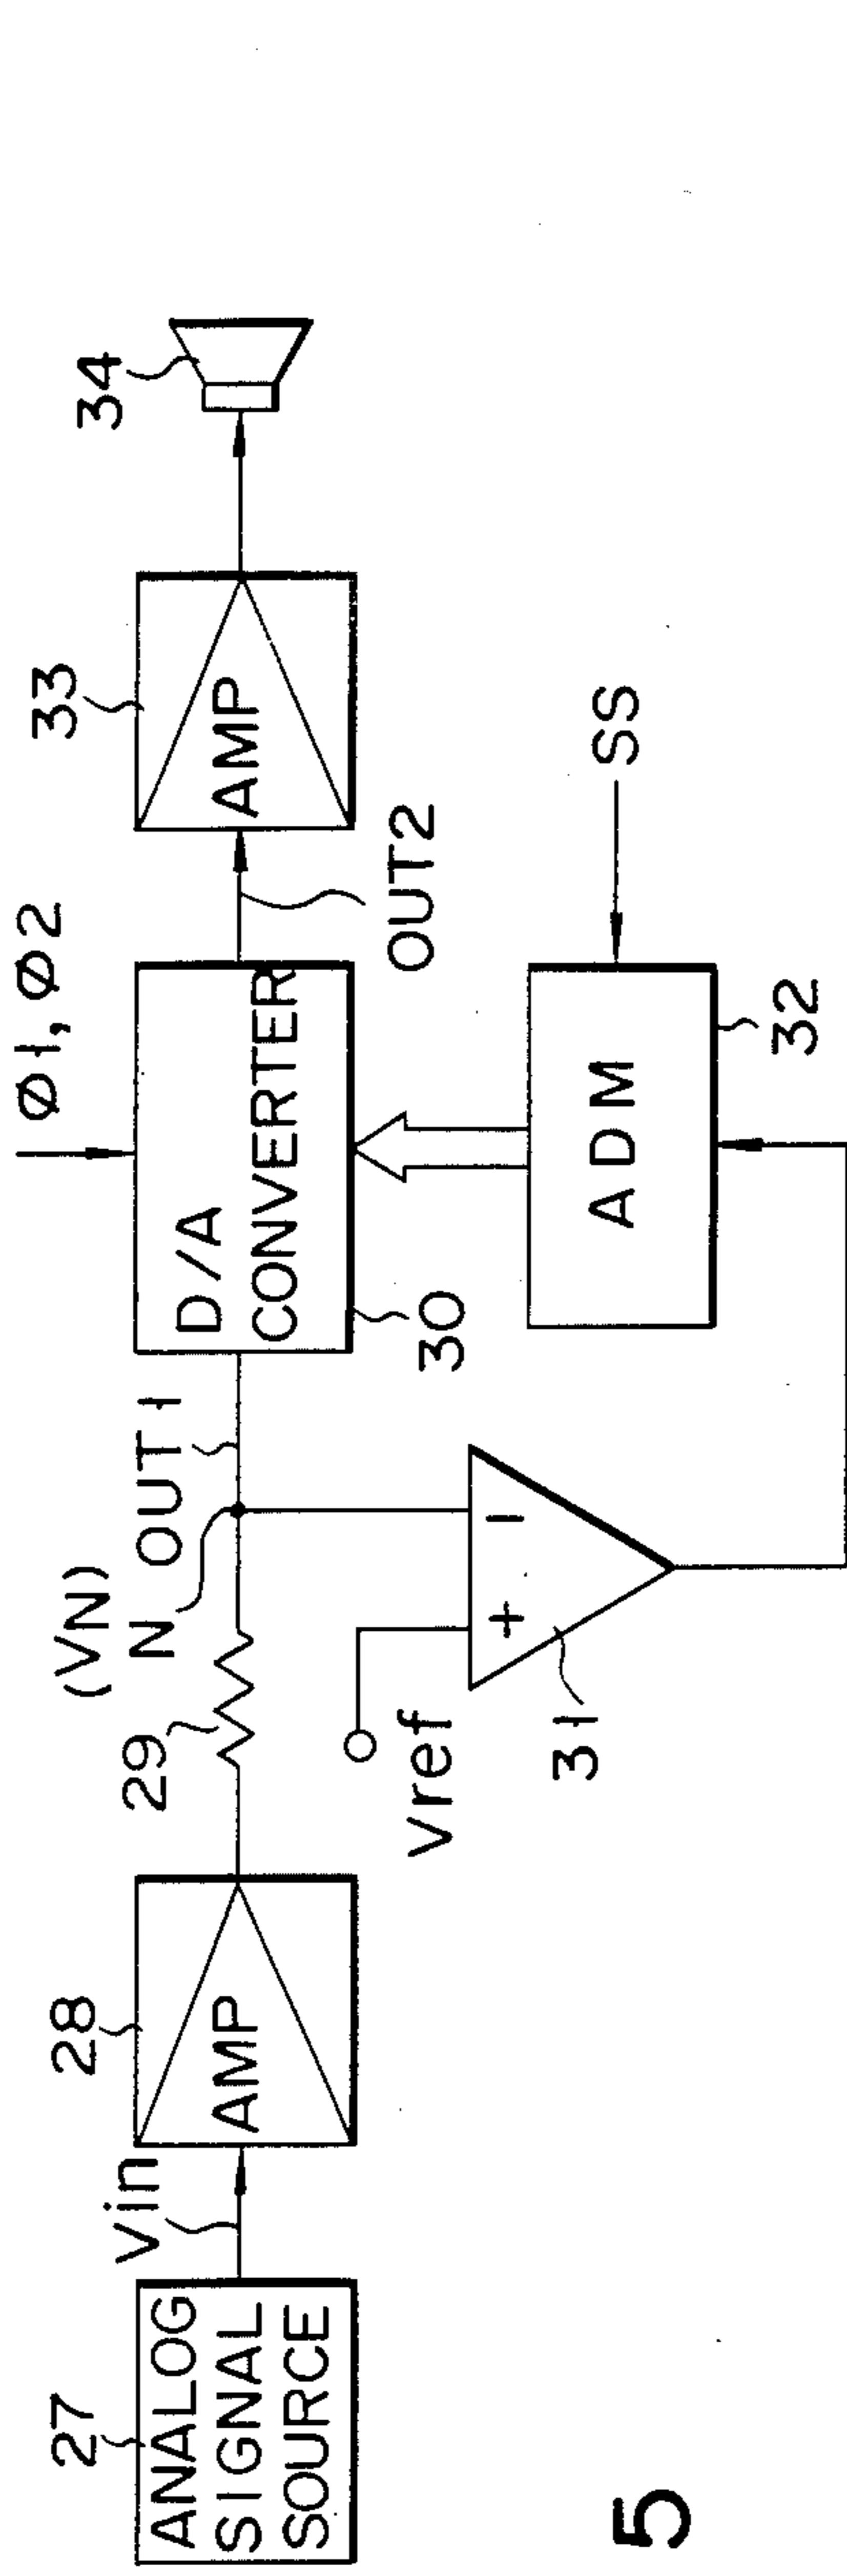 27
ANALOG
SIGNAL
SOURCE
Vin
28
AMP
29
(VN)
N
OUT1
Vref
+
−
31
Ø1, Ø2
D/A
CONVERTER
30
OUT2
33
AMP
34
ADM
32
SS
5